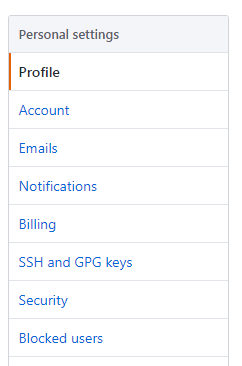 Personal settings
Profile
Account
Emails
Notifications
Billing
SSH and GPG keys
Security
Blocked users